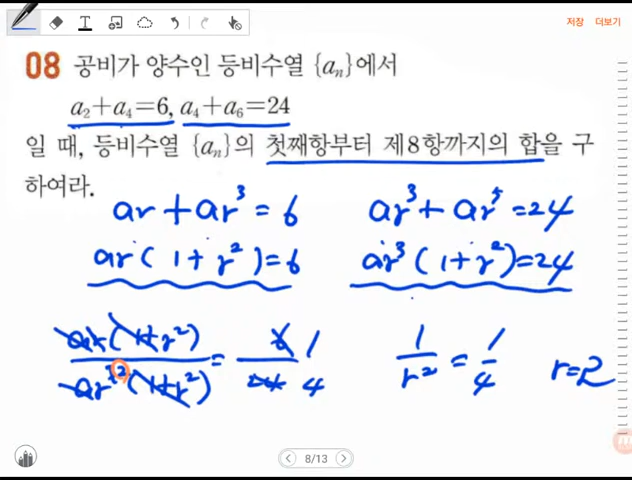 저장 더보기
08 공비가 양수인 등비수열 {aₙ}에서
a₂+a₄=6, a₄+a₆=24
일 때, 등비수열 {aₙ}의 첫째항부터 제8항까지의 합을 구
하여라.
ar + ar³ = 6 ar³ + ar⁵ = 24
ar(1+r²)=6 ar³(1+r²)=24
ar(1+r²)/ar³²(1+r²) = 6/24 1/4 1/r² = 1/4 r=2
8/13